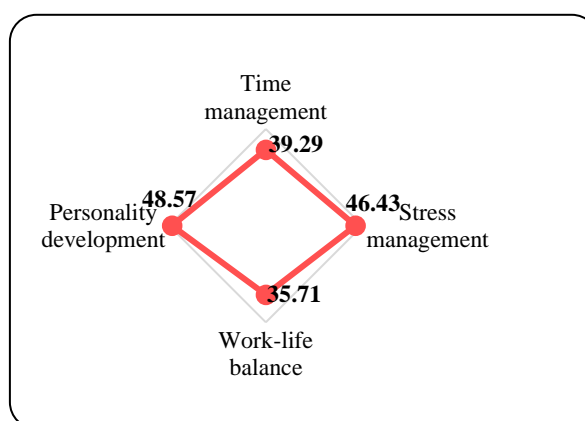 Time
management
39.29
48.57
46.43
Personality
development
Stress
management
35.71
Work-life
balance